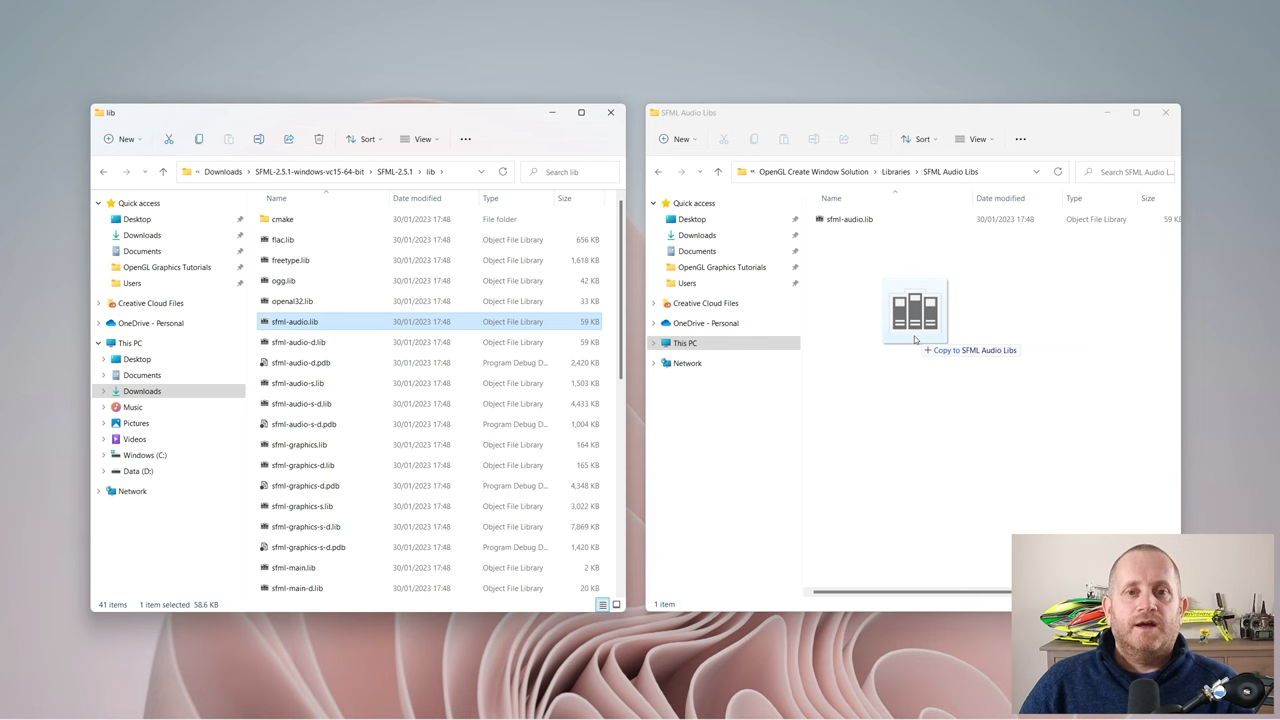 lib
New
Sort
View
Downloads > SFML-2.5.1-windows-vc15-64-bit > SFML-2.5.1 > lib >
Search lib
Quick access
Desktop
Downloads
Documents
OpenGL Graphics Tutorials
Users
Creative Cloud Files
OneDrive - Personal
This PC
Desktop
Documents
Downloads
Music
Pictures
Videos
Windows (C:)
Data (D:)
Network
Name Date modified Type Size
cmake 30/01/2023 17:48 File folder
flac.lib 30/01/2023 17:48 Object File Library 656 KB
freetype.lib 30/01/2023 17:48 Object File Library 1,618 KB
ogg.lib 30/01/2023 17:48 Object File Library 42 KB
openal32.lib 30/01/2023 17:48 Object File Library 33 KB
sfml-audio.lib 30/01/2023 17:48 Object File Library 59 KB
sfml-audio-d.lib 30/01/2023 17:48 Object File Library 59 KB
sfml-audio-d.pdb 30/01/2023 17:48 Program Debug D... 2,420 KB
sfml-audio-s.lib 30/01/2023 17:48 Object File Library 1,503 KB
sfml-audio-s-d.lib 30/01/2023 17:48 Object File Library 4,433 KB
sfml-audio-s-d.pdb 30/01/2023 17:48 Program Debug D... 1,004 KB
sfml-graphics.lib 30/01/2023 17:48 Object File Library 164 KB
sfml-graphics-d.lib 30/01/2023 17:48 Object File Library 165 KB
sfml-graphics-d.pdb 30/01/2023 17:48 Program Debug D... 4,348 KB
sfml-graphics-s.lib 30/01/2023 17:48 Object File Library 3,022 KB
sfml-graphics-s-d.lib 30/01/2023 17:48 Object File Library 7,869 KB
sfml-graphics-s-d.pdb 30/01/2023 17:48 Program Debug D... 1,420 KB
sfml-main.lib 30/01/2023 17:48 Object File Library 2 KB
sfml-main-d.lib 30/01/2023 17:48 Object File Library 20 KB
41 items 1 item selected 58.6 KB
SFML Audio Libs
New
Sort
View
« OpenGL Create Window Solution > Libraries > SFML Audio Libs
Search SFML Audio L...
Quick access
Desktop
Downloads
Documents
OpenGL Graphics Tutorials
Users
Creative Cloud Files
OneDrive - Personal
This PC
Network
Name Date modified Type Size
sfml-audio.lib 30/01/2023 17:48 Object File Library 59 KB
+ Copy to SFML Audio Libs
1 item